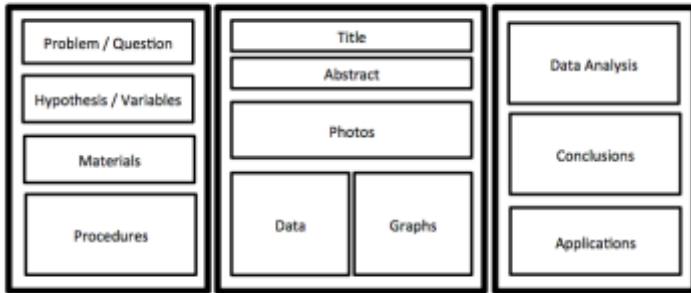 Problem / Question
Hypothesis / Variables
Materials
Procedures
Title
Abstract
Photos
Data
Graphs
Data Analysis
Conclusions
Applications